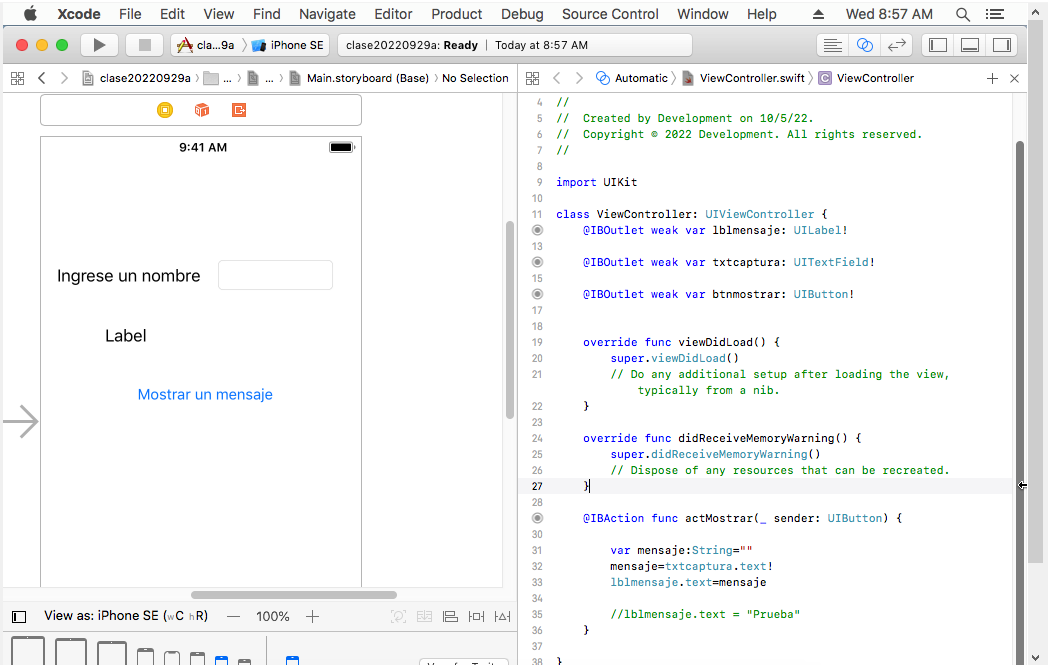 Xcode File Edit View Find Navigate Editor Product Debug Source Control Window Help Wed 8:57 AM
cla...9a iPhone SE clase20220929a: Ready | Today at 8:57 AM
clase20220929a ... ... Main.storyboard (Base) No Selection
Automatic ViewController.swift C ViewController
9:41 AM
Ingrese un nombre
Label
Mostrar un mensaje
View as: iPhone SE (wC hR) — 100% +
4 //
5 // Created by Development on 10/5/22.
6 // Copyright © 2022 Development. All rights reserved.
7 //
8
9 import UIKit
10
11 class ViewController: UIViewController {
@IBOutlet weak var lblmensaje: UILabel!
13
@IBOutlet weak var txtcaptura: UITextField!
15
@IBOutlet weak var btnmostrar: UIButton!
17
18
19 override func viewDidLoad() {
20 super.viewDidLoad()
21 // Do any additional setup after loading the view,
typically from a nib.
22 }
23
24 override func didReceiveMemoryWarning() {
25 super.didReceiveMemoryWarning()
26 // Dispose of any resources that can be recreated.
27 }
28
@IBAction func actMostrar(_ sender: UIButton) {
30
31 var mensaje:String=""
32 mensaje=txtcaptura.text!
33 lblmensaje.text=mensaje
34
35 //lblmensaje.text = "Prueba"
36 }
37
38 }